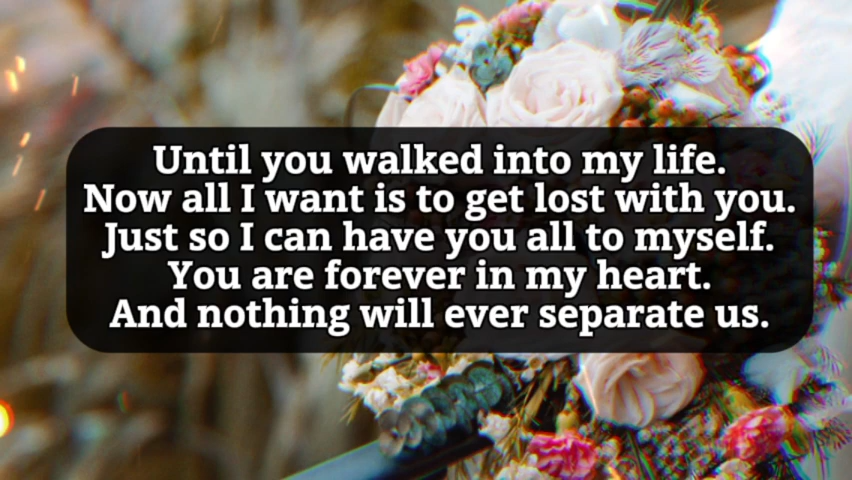 Until you walked into my life.
Now all I want is to get lost with you.
Just so I can have you all to myself.
You are forever in my heart.
And nothing will ever separate us.